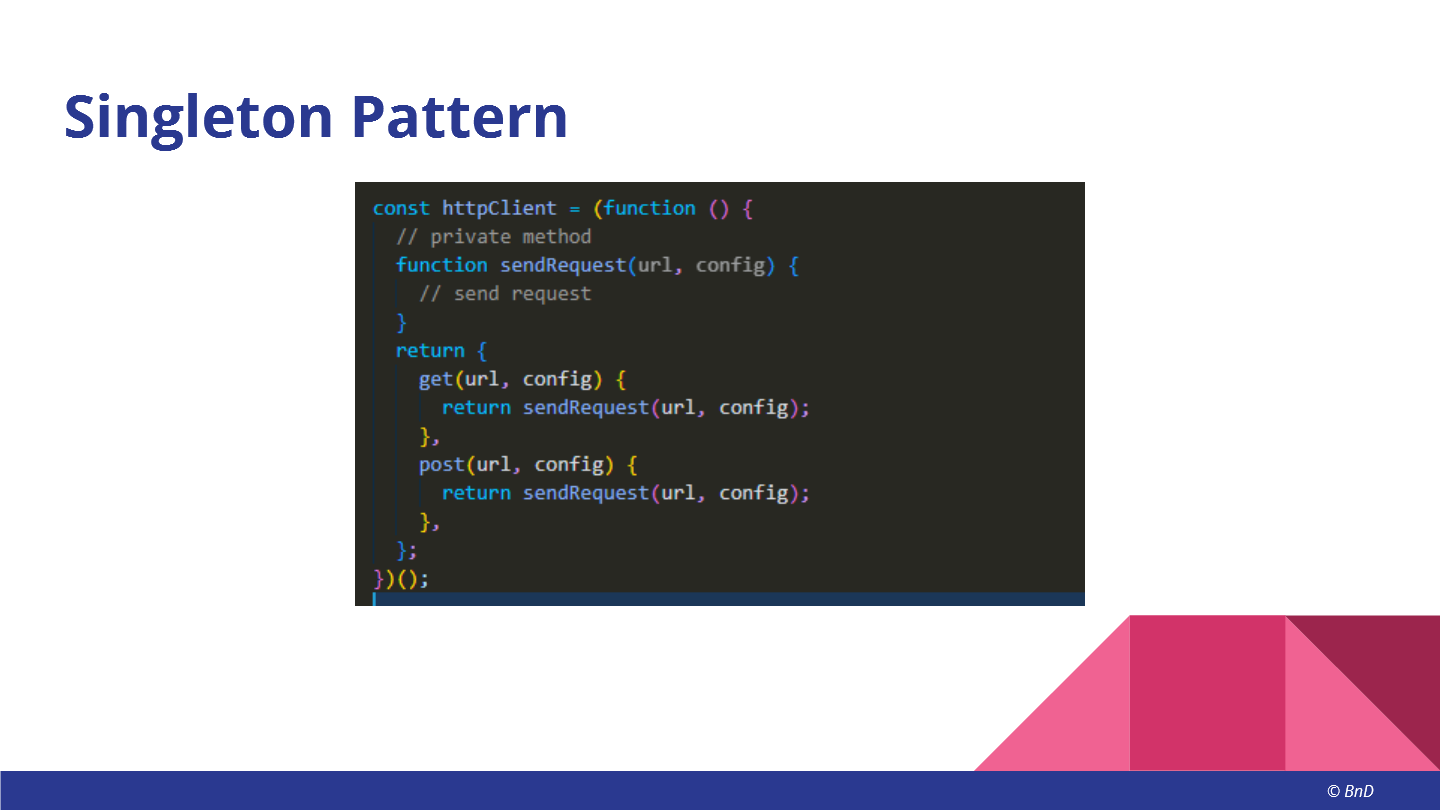 Singleton Pattern
const httpClient = (function () {
  // private method
  function sendRequest(url, config) {
    // send request
  }
  return {
    get(url, config) {
      return sendRequest(url, config);
    },
    post(url, config) {
      return sendRequest(url, config);
    },
  };
})();
© BnD